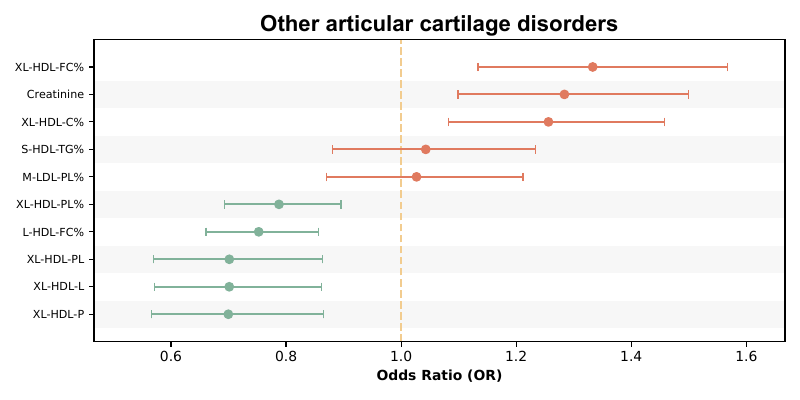 Other articular cartilage disorders
XL-HDL-FC%
Creatinine
XL-HDL-C%
S-HDL-TG%
M-LDL-PL%
XL-HDL-PL%
L-HDL-FC%
XL-HDL-PL
XL-HDL-L
XL-HDL-P
0.6 0.8 1.0 1.2 1.4 1.6
Odds Ratio (OR)